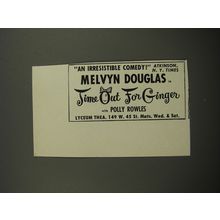 "AN IRRESISTIBLE COMEDY!" ATKINSON, N. Y. TIMES
MELVYN DOUGLAS in
Time Out For Ginger
with POLLY ROWLES
LYCEUM THEA. 149 W. 45 St. Mats. Wed. & Sat.